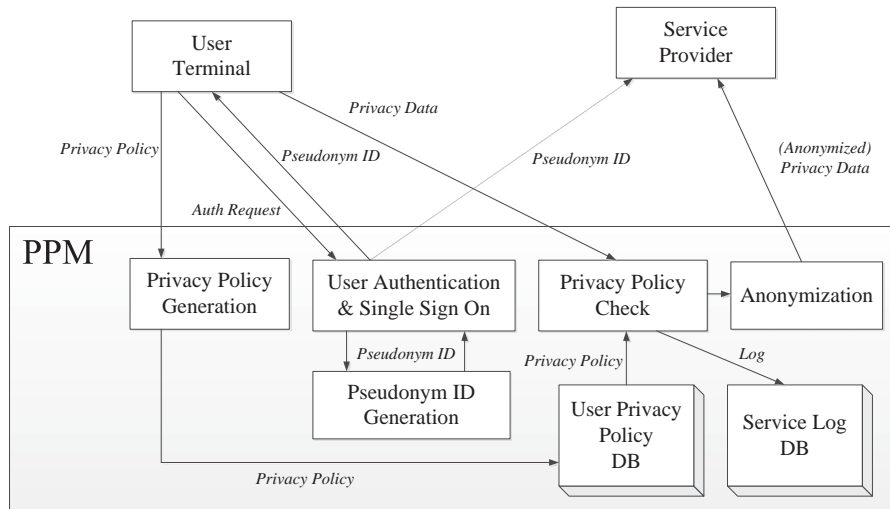 User
Terminal
Service
Provider
Privacy Data
Privacy Policy
Pseudonym ID
Pseudonym ID
(Anonymized)
Privacy Data
Auth Request
PPM
Privacy Policy
Generation
User Authentication
& Single Sign On
Privacy Policy
Check
Anonymization
Pseudonym ID
Privacy Policy
Log
Pseudonym ID
Generation
User Privacy
Policy
DB
Service Log
DB
Privacy Policy